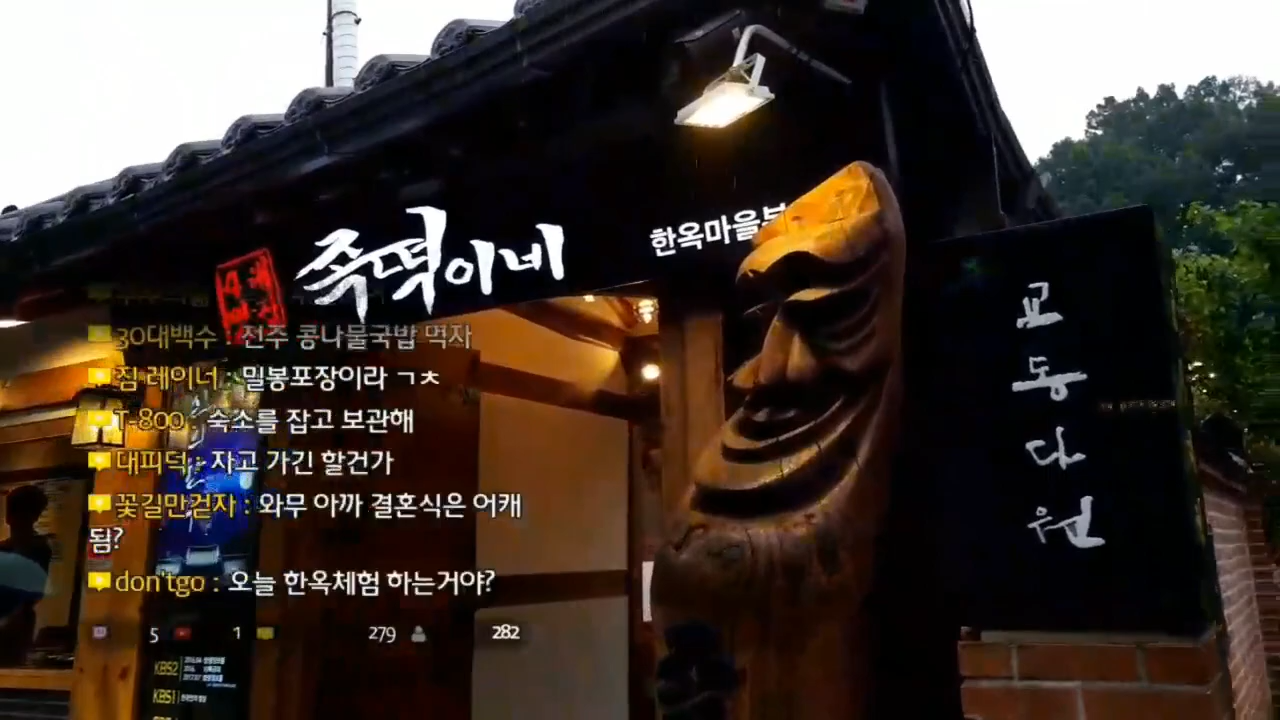 족떡이네
한옥마을본
교
동
다
원
30대백수 : 전주 콩나물국밥 먹자
짐 레이너 : 밀봉포장이라 ㄱㅊ
T-800 : 숙소를 잡고 보관해
대피덕 : 자고 가긴 할건가
꽃길만걷자 : 와무 아까 결혼식은 어캐
됨?
don'tgo : 오늘 한옥체험 하는거야?
5 1 279 282
KBS2
KBS1